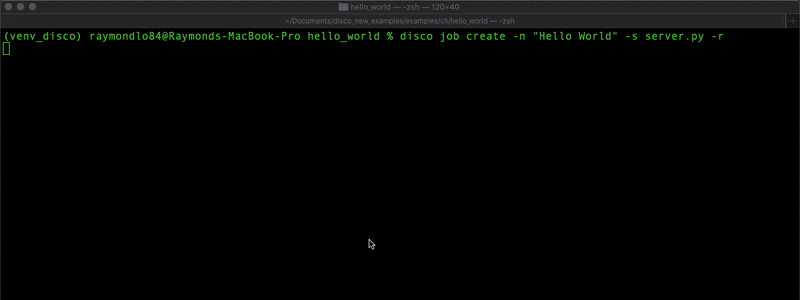 hello_world — -zsh — 120×40
~/Documents/disco_new_examples/examples/cli/hello_world — -zsh
(venv_disco) raymondlo84@Raymonds-MacBook-Pro hello_world % disco job create -n "Hello World" -s server.py -r